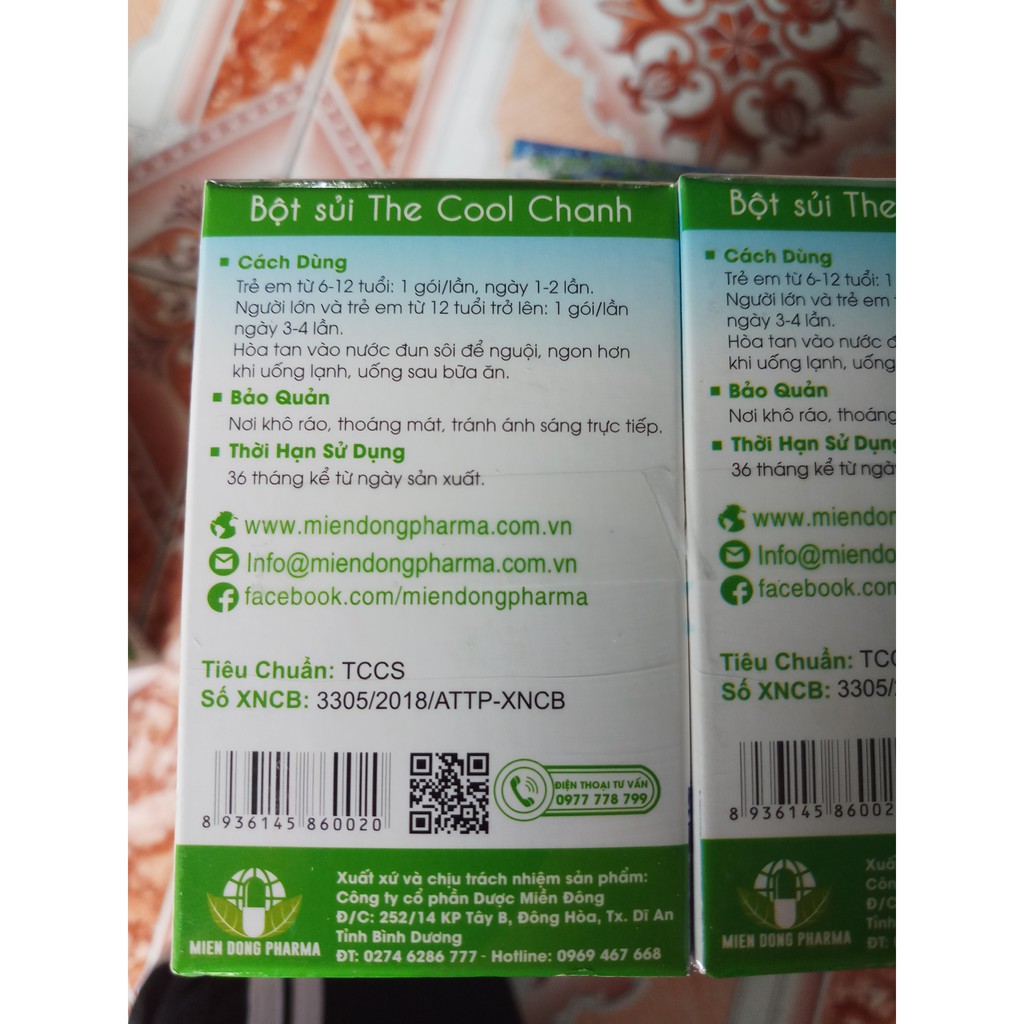 Bột sủi The Cool Chanh
Cách Dùng
Trẻ em từ 6-12 tuổi: 1 gói/lần, ngày 1-2 lần.
Người lớn và trẻ em từ 12 tuổi trở lên: 1 gói/lần
ngày 3-4 lần.
Hòa tan vào nước đun sôi để nguội, ngon hơn
khi uống lạnh, uống sau bữa ăn.
Bảo Quản
Nơi khô ráo, thoáng mát, tránh ánh sáng trực tiếp.
Thời Hạn Sử Dụng
36 tháng kể từ ngày sản xuất.
www.miendongpharma.com.vn
Info@miendongpharma.com.vn
facebook.com/miendongpharma
Tiêu Chuẩn: TCCS
Số XNCB: 3305/2018/ATTP-XNCB
8 936145 860020
ĐIỆN THOẠI TƯ VẤN
0977 778 799
MIEN DONG PHARMA
Xuất xứ và chịu trách nhiệm sản phẩm:
Công ty cổ phần Dược Miền Đông
Đ/C: 252/14 KP Tây B, Đông Hòa, Tx. Dĩ An
Tỉnh Bình Dương
ĐT: 0274 6286 777 - Hotline: 0969 467 668
Bột sủi The
Cách Dùng
Trẻ em từ 6-12 tuổi: 1
Người lớn và trẻ em
ngày 3-4 lần.
Hòa tan vào nước
khi uống lạnh, uống
Bảo Quản
Nơi khô ráo, thoáng
Thời Hạn Sử Dụng
36 tháng kể từ
www.miendon
Info@miendo
facebook.co
Tiêu Chuẩn:
Số XNCB: 3305/
8 936145 86002
MIEN DONG PHARMA